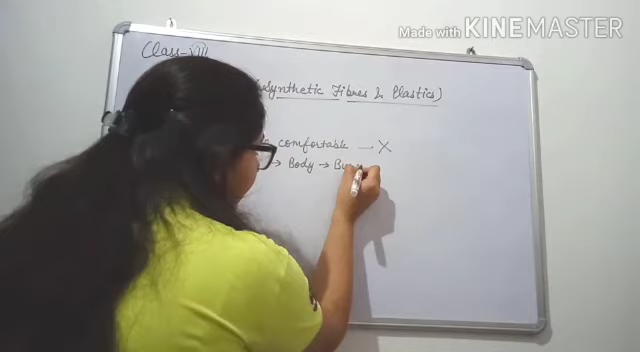 Made with KINEMASTER
Class-VIII
Synthetic Fibres & Plastics)
comfortable — X
→ Body → Bu